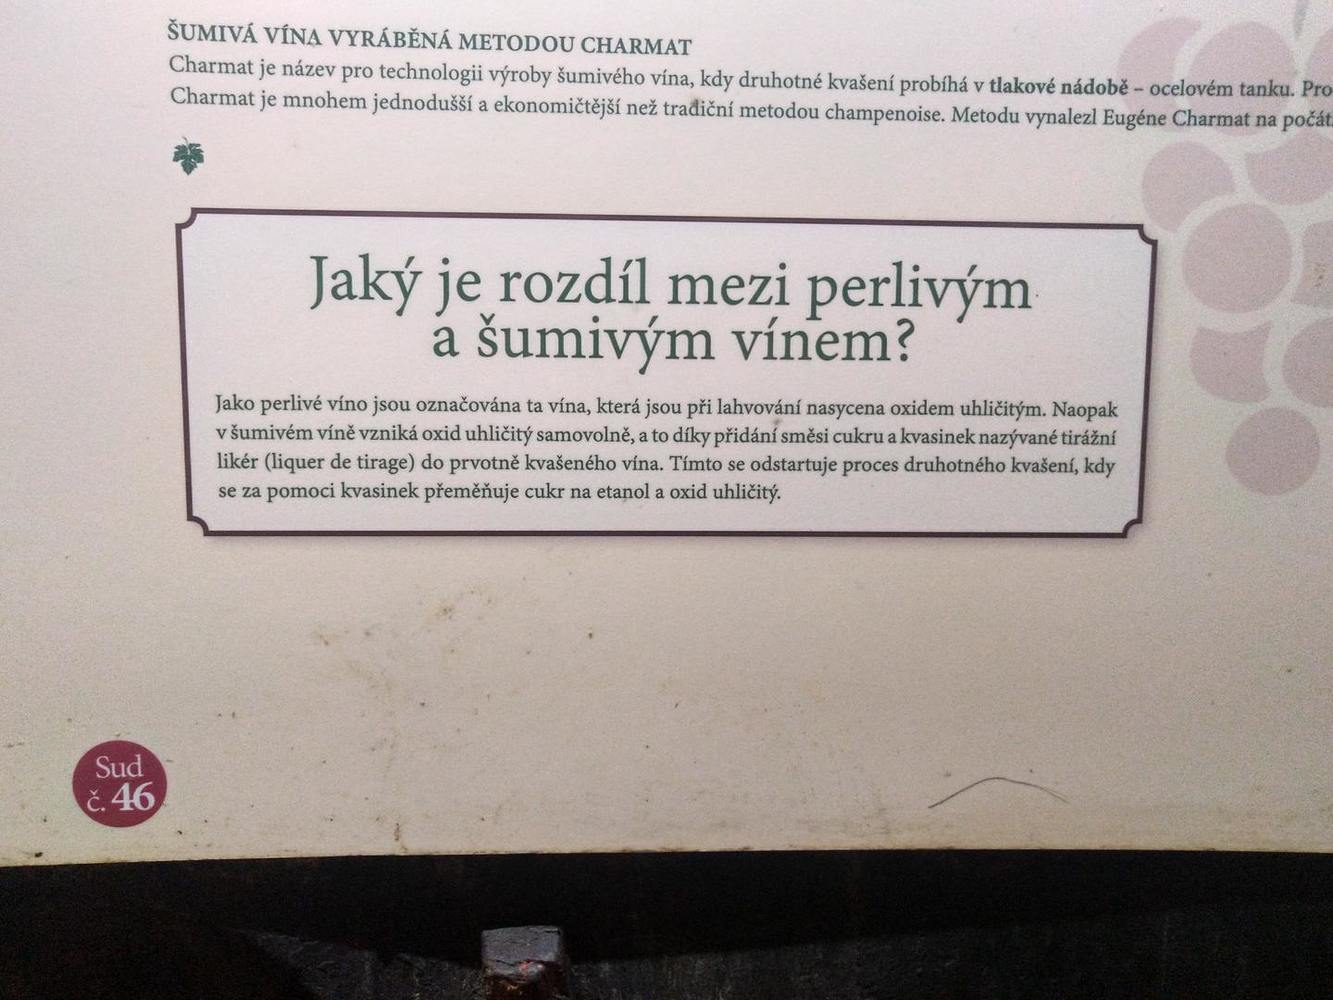 ŠUMIVÁ VÍNA VYRÁBĚNÁ METODOU CHARMAT
Charmat je název pro technologii výroby šumivého vína, kdy druhotné kvašení probíhá v tlakové nádobě – ocelovém tanku. Pro
Charmat je mnohem jednodušší a ekonomičtější než tradiční metodou champenoise. Metodu vynalezl Eugéne Charmat na počát
Jaký je rozdíl mezi perlivým
a šumivým vínem?
Jako perlivé víno jsou označována ta vína, která jsou při lahvování nasycena oxidem uhličitým. Naopak
v šumivém víně vzniká oxid uhličitý samovolně, a to díky přidání směsi cukru a kvasinek nazývané tirážní
likér (liquer de tirage) do prvotně kvašeného vína. Tímto se odstartuje proces druhotného kvašení, kdy
se za pomoci kvasinek přeměňuje cukr na etanol a oxid uhličitý.
Sud
č. 46